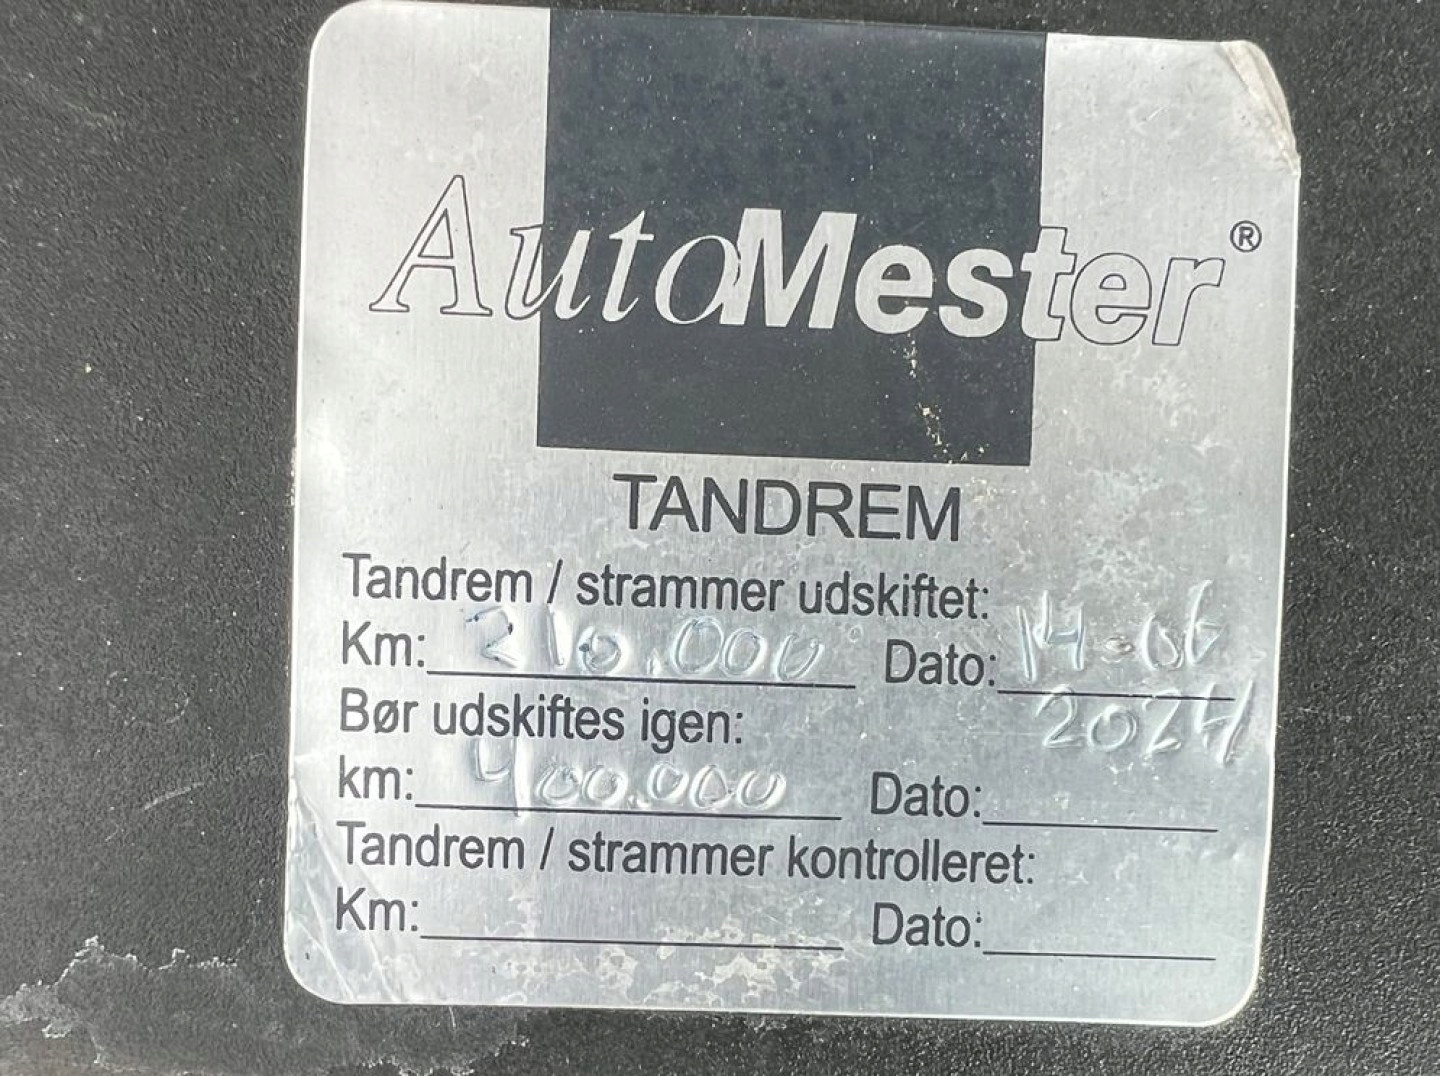 AutoMester®
TANDREM
Tandrem / strammer udskiftet:
Km: 210.000 Dato: 14-06
2024
Bør udskiftes igen:
km: 400.000 Dato:
Tandrem / strammer kontrolleret:
Km: Dato: